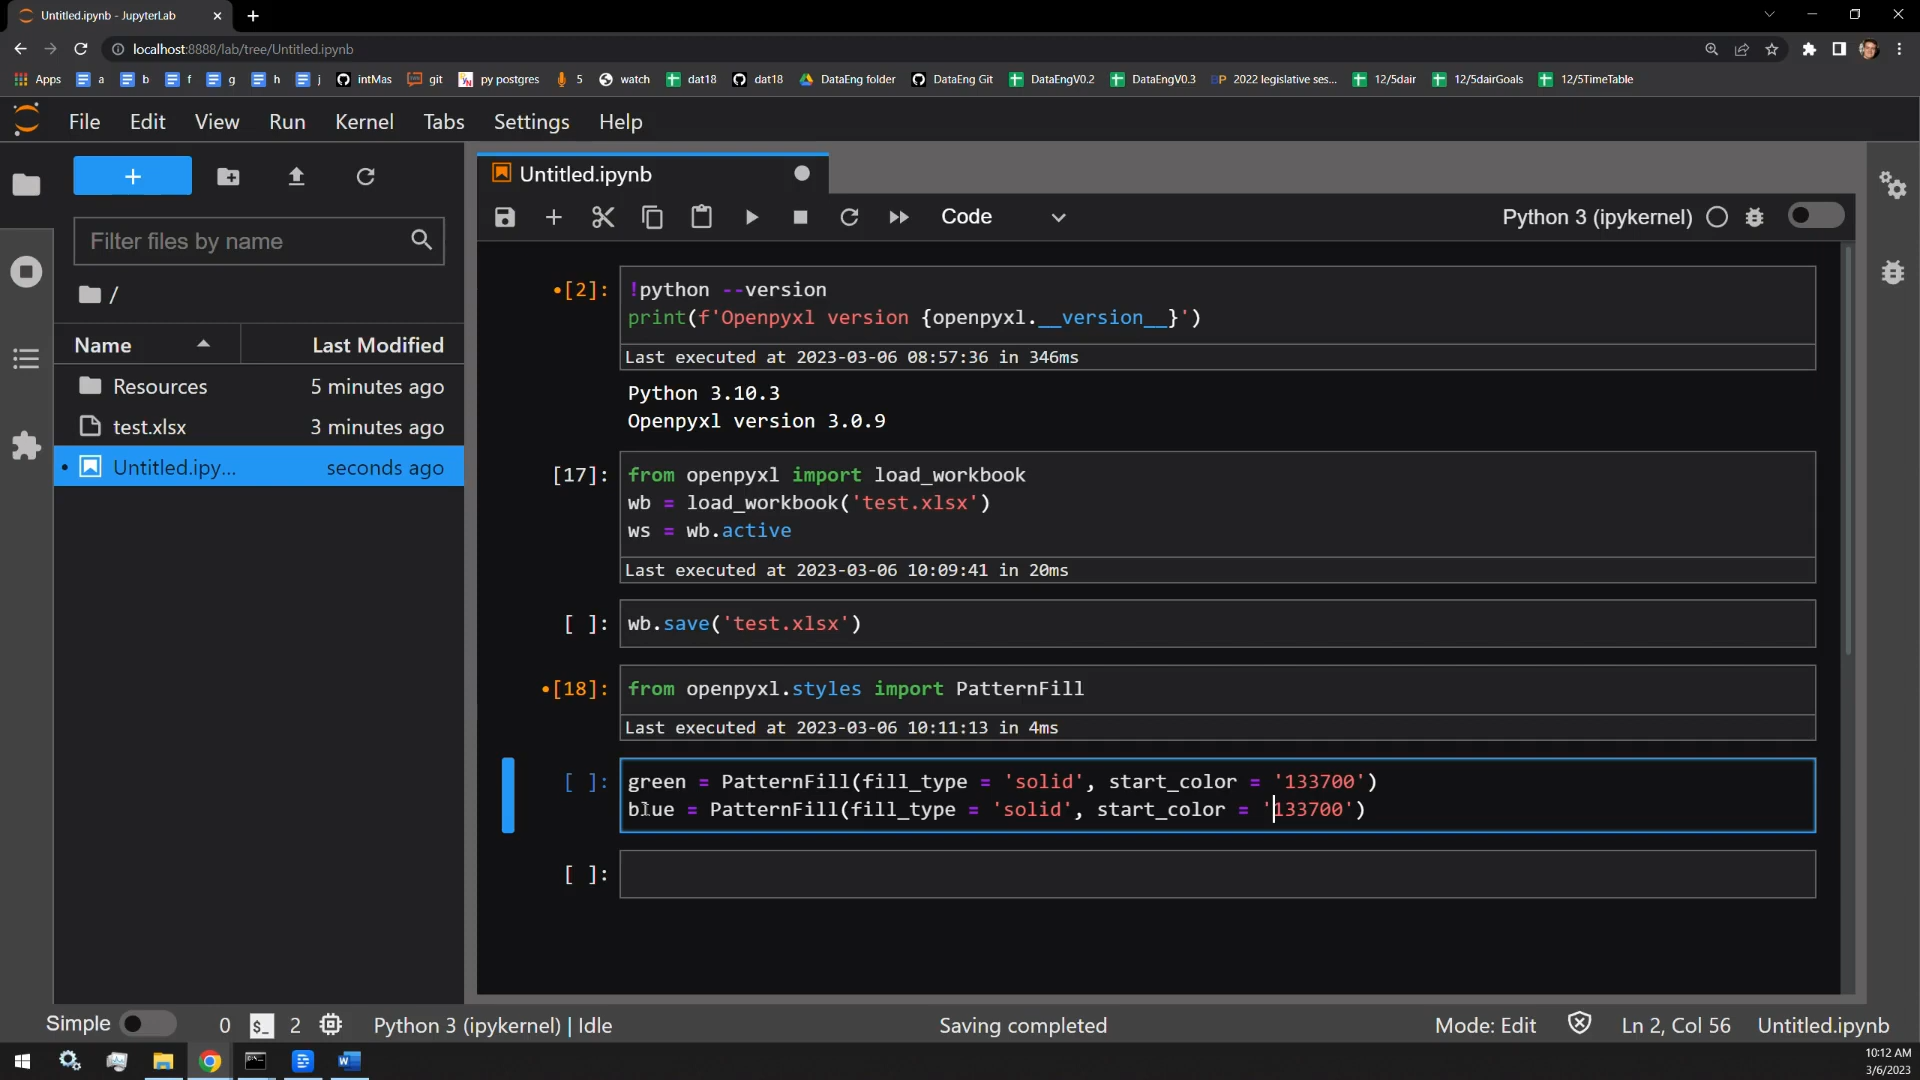 Untitled.ipynb - JupyterLab
localhost:8888/lab/tree/Untitled.ipynb
Apps a b f g h j intMas git py postgres 5 watch dat18 dat18 DataEng folder DataEng Git DataEngV0.2 DataEngV0.3 BP 2022 legislative ses... 12/5dair 12/5dairGoals 12/5TimeTable
File Edit View Run Kernel Tabs Settings Help
Untitled.ipynb
Code
Python 3 (ipykernel)
Filter files by name
/
Name Last Modified
Resources 5 minutes ago
test.xlsx 3 minutes ago
Untitled.ipy... seconds ago
[2]: !python --version
print(f'Openpyxl version {openpyxl.__version__}')
Last executed at 2023-03-06 08:57:36 in 346ms
Python 3.10.3
Openpyxl version 3.0.9
[17]: from openpyxl import load_workbook
wb = load_workbook('test.xlsx')
ws = wb.active
Last executed at 2023-03-06 10:09:41 in 20ms
[ ]: wb.save('test.xlsx')
[18]: from openpyxl.styles import PatternFill
Last executed at 2023-03-06 10:11:13 in 4ms
[ ]: green = PatternFill(fill_type = 'solid', start_color = '133700')
blue = PatternFill(fill_type = 'solid', start_color = '133700')
[ ]:
Simple 0 $_ 2 Python 3 (ipykernel) | Idle Saving completed Mode: Edit Ln 2, Col 56 Untitled.ipynb
10:12 AM
3/6/2023